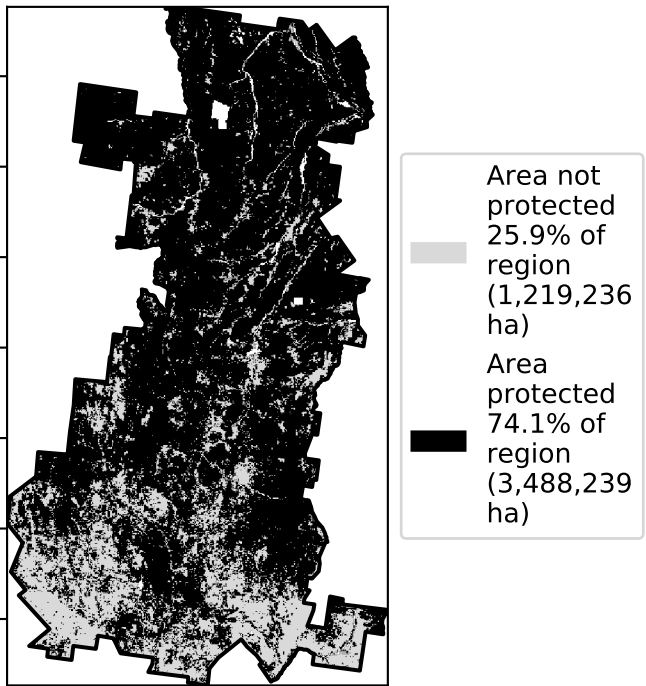 Area not
protected
25.9% of
region
(1,219,236
ha)
Area
protected
74.1% of
region
(3,488,239
ha)